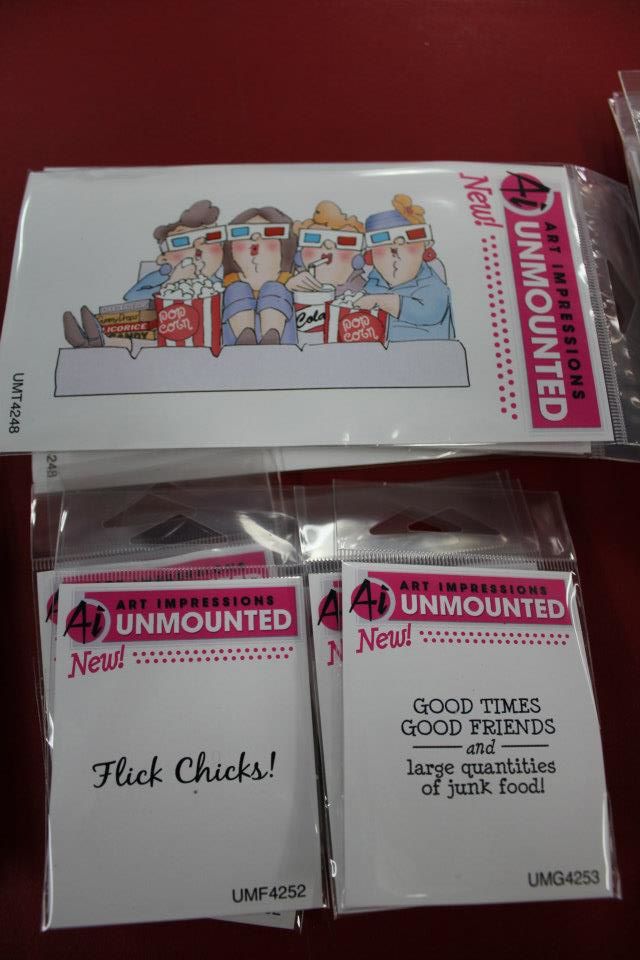 Ai ART IMPRESSIONS
UNMOUNTED
New!
LICORICE
CANDY
POP
CORN
Cola
POP
CORN
UMT4248
248
ART IMPRESSIONS
Ai UNMOUNTED
New!
Flick Chicks!
UMF4252
Ai ART IMPRESSIONS
UNMOUNTED
New!
GOOD TIMES
GOOD FRIENDS
and
large quantities
of junk food!
UMG4253